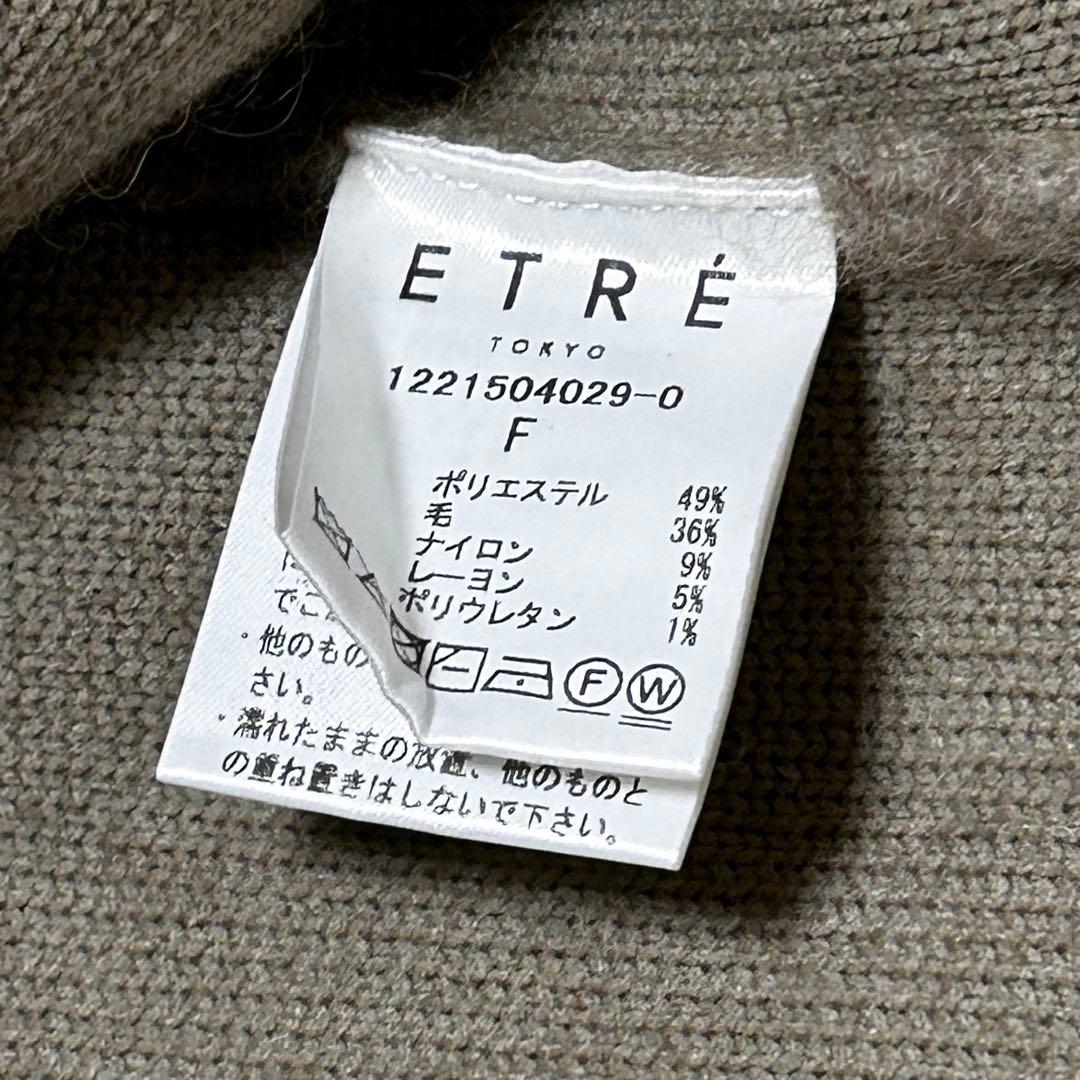 ETRÉ
TOKYO
1221504029-0
F
ポリエステル 49%
毛 36%
ナイロン 9%
レーヨン 5%
ポリウレタン 1%
F W
でご
・他のもの
さい。
・濡れたままの放置、他のものと
の重ね置きはしないで下さい。